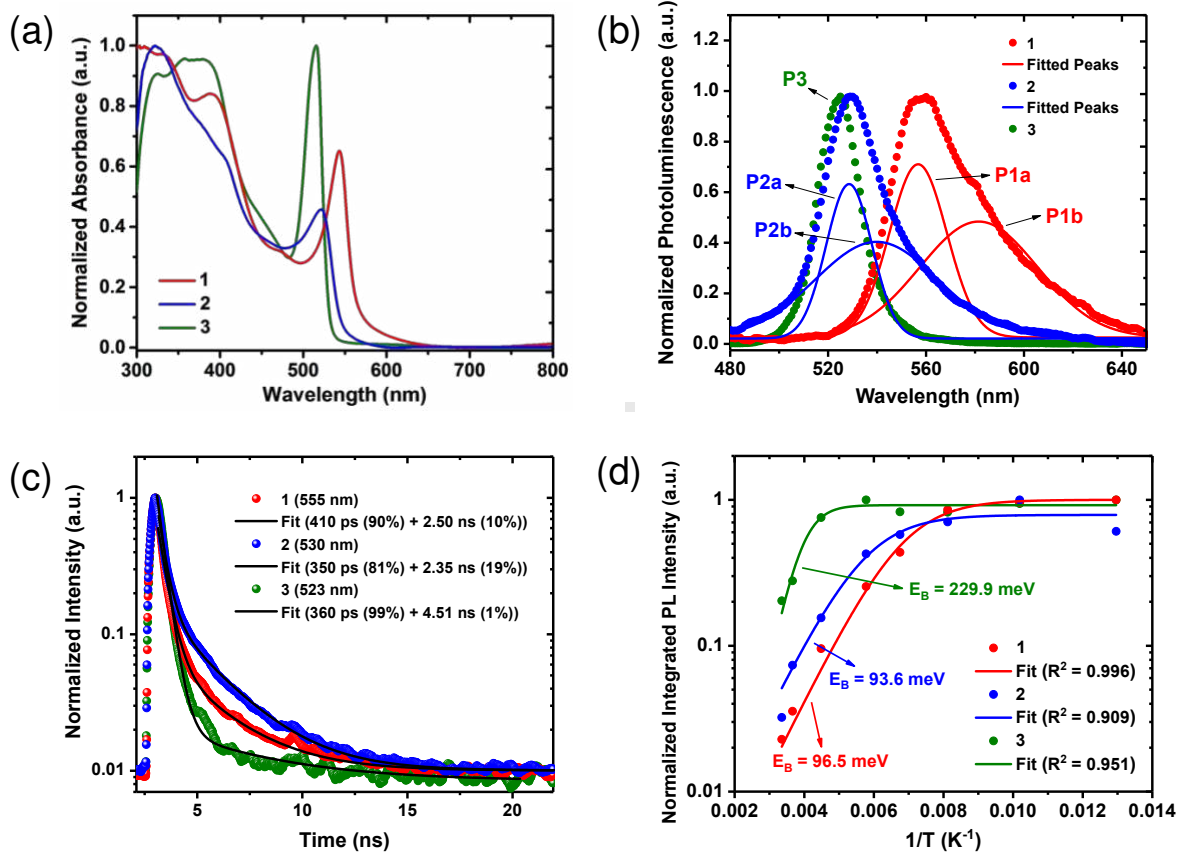 (a)
Normalized Absorbance (a.u.)
1.0
0.8
0.6
0.4
0.2
0.0
1
2
3
300 400 500 600 700 800
Wavelength (nm)
(b)
Normalized Photoluminescence (a.u.)
1.2
1.0
0.8
0.6
0.4
0.2
0.0
P3
P2a
P2b
P1a
P1b
1
Fitted Peaks
2
Fitted Peaks
3
480 520 560 600 640
Wavelength (nm)
(c)
Normalized Intensity (a.u.)
1
0.1
0.01
1 (555 nm)
Fit (410 ps (90%) + 2.50 ns (10%))
2 (530 nm)
Fit (350 ps (81%) + 2.35 ns (19%))
3 (523 nm)
Fit (360 ps (99%) + 4.51 ns (1%))
5 10 15 20
Time (ns)
(d)
Normalized Integrated PL Intensity (a.u.)
1
0.1
0.01
E_B = 229.9 meV
E_B = 93.6 meV
E_B = 96.5 meV
1
Fit (R² = 0.996)
2
Fit (R² = 0.909)
3
Fit (R² = 0.951)
0.002 0.004 0.006 0.008 0.010 0.012 0.014
1/T (K⁻¹)